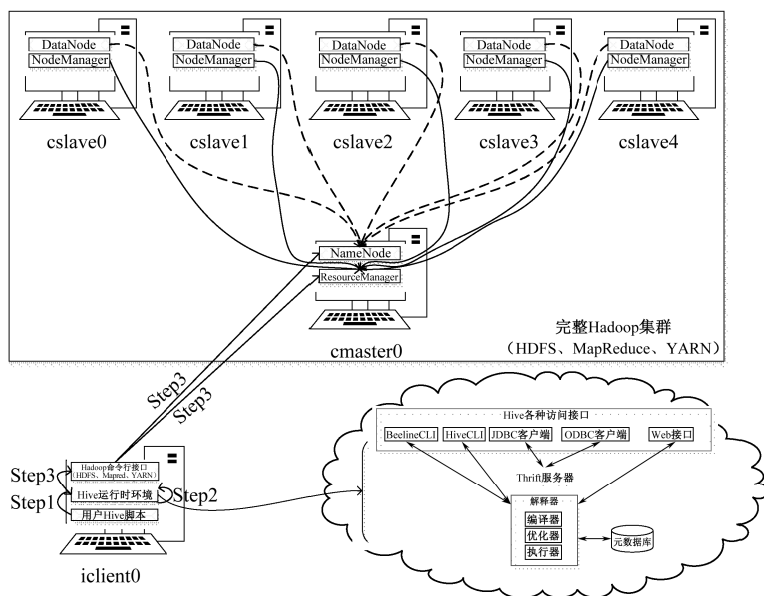 DataNode
NodeManager
cslave0
DataNode
NodeManager
cslave1
DataNode
NodeManager
cslave2
DataNode
NodeManager
cslave3
DataNode
NodeManager
cslave4
NameNode
ResourceManager
cmaster0
完整Hadoop集群
（HDFS、MapReduce、YARN）
Step3
Step3
Hadoop命令行接口
（HDFS、Mapred、YARN）
Step3
Hive运行时环境
Step2
Step1
用户Hive脚本
iclient0
Hive各种访问接口
BeelineCLI
HiveCLI
JDBC客户端
ODBC客户端
Web接口
Thrift服务器
解释器
编译器
优化器
执行器
元数据库